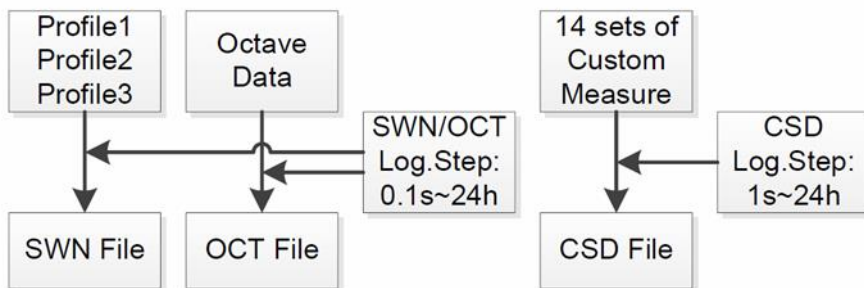 Profile1
Profile2
Profile3
Octave
Data
14 sets of
Custom
Measure
SWN/OCT
Log.Step:
0.1s~24h
CSD
Log.Step:
1s~24h
SWN File
OCT File
CSD File